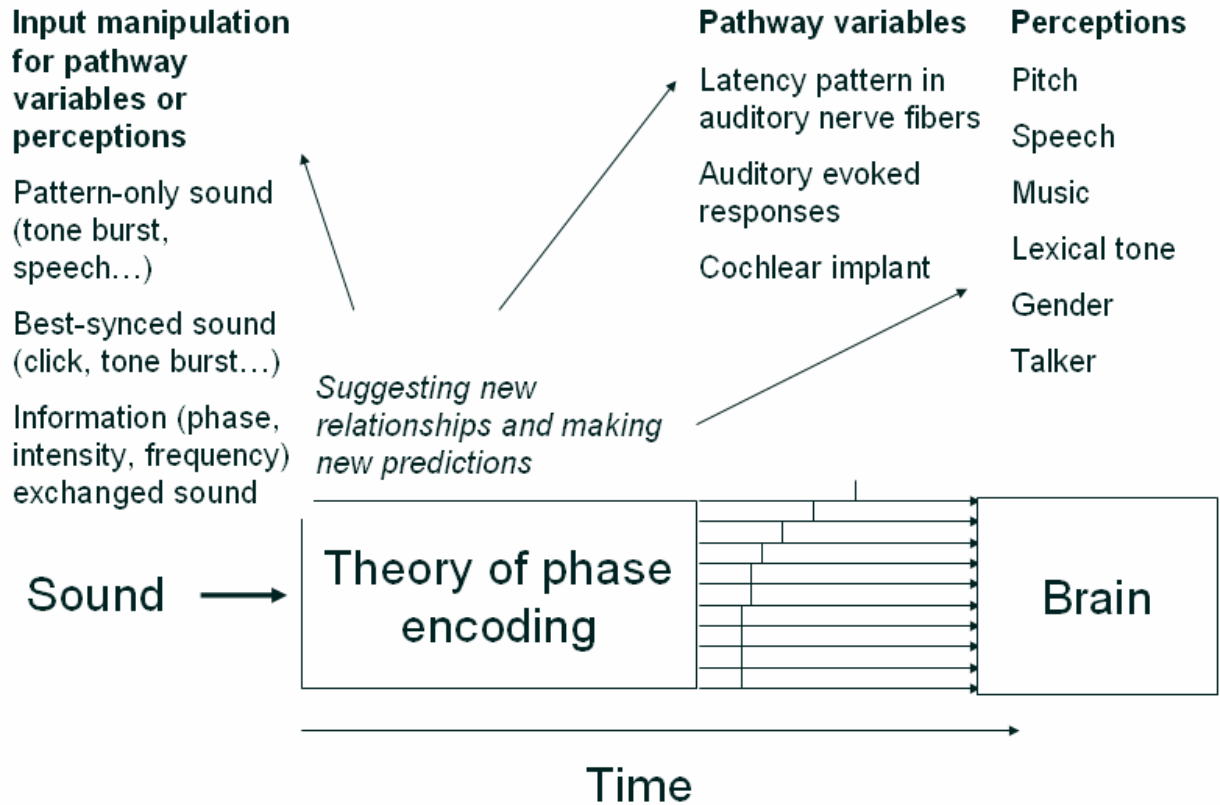 Input manipulation
for pathway
variables or
perceptions
Pattern-only sound
(tone burst,
speech…)
Best-synced sound
(click, tone burst…)
Information (phase,
intensity, frequency)
exchanged sound
Pathway variables
Latency pattern in
auditory nerve fibers
Auditory evoked
responses
Cochlear implant
Perceptions
Pitch
Speech
Music
Lexical tone
Gender
Talker
Suggesting new
relationships and making
new predictions
Sound
Theory of phase
encoding
Brain
Time